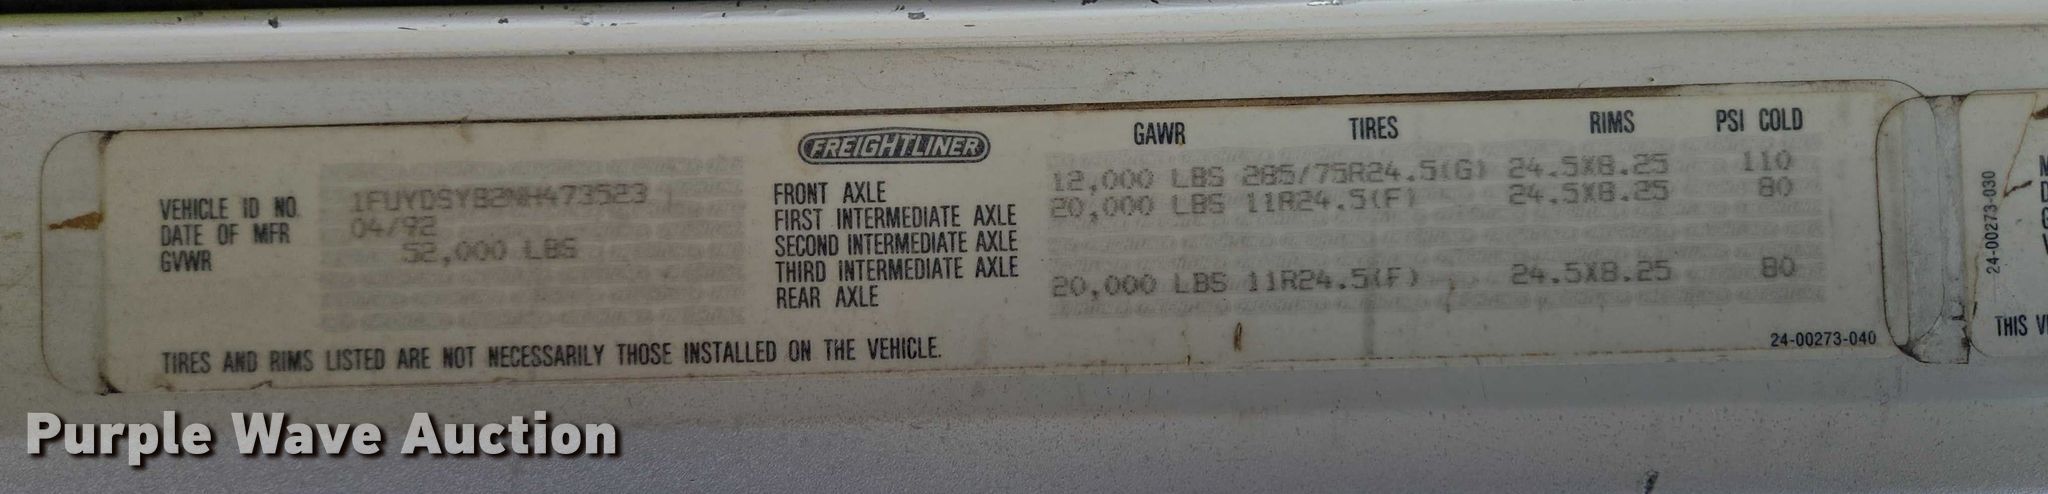 FREIGHTLINER
GAWR TIRES RIMS PSI COLD
VEHICLE ID NO. 1FUYDSYB2NH473523
DATE OF MFR 04/92
GVWR 52,000 LBS
FRONT AXLE 12,000 LBS 285/75R24.5(G) 24.5X8.25 110
FIRST INTERMEDIATE AXLE 20,000 LBS 11R24.5(F) 24.5X8.25 80
SECOND INTERMEDIATE AXLE
THIRD INTERMEDIATE AXLE
REAR AXLE 20,000 LBS 11R24.5(F) 24.5X8.25 80
TIRES AND RIMS LISTED ARE NOT NECESSARILY THOSE INSTALLED ON THE VEHICLE.
24-00273-040
24-00273-030
THIS
Purple Wave Auction